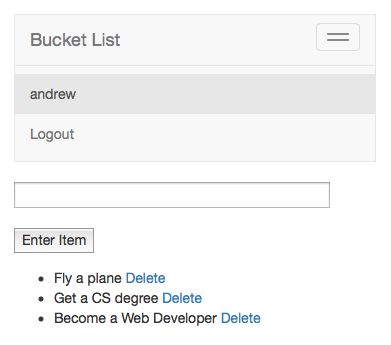 Bucket List
andrew
Logout
Enter Item
Fly a plane Delete
Get a CS degree Delete
Become a Web Developer Delete